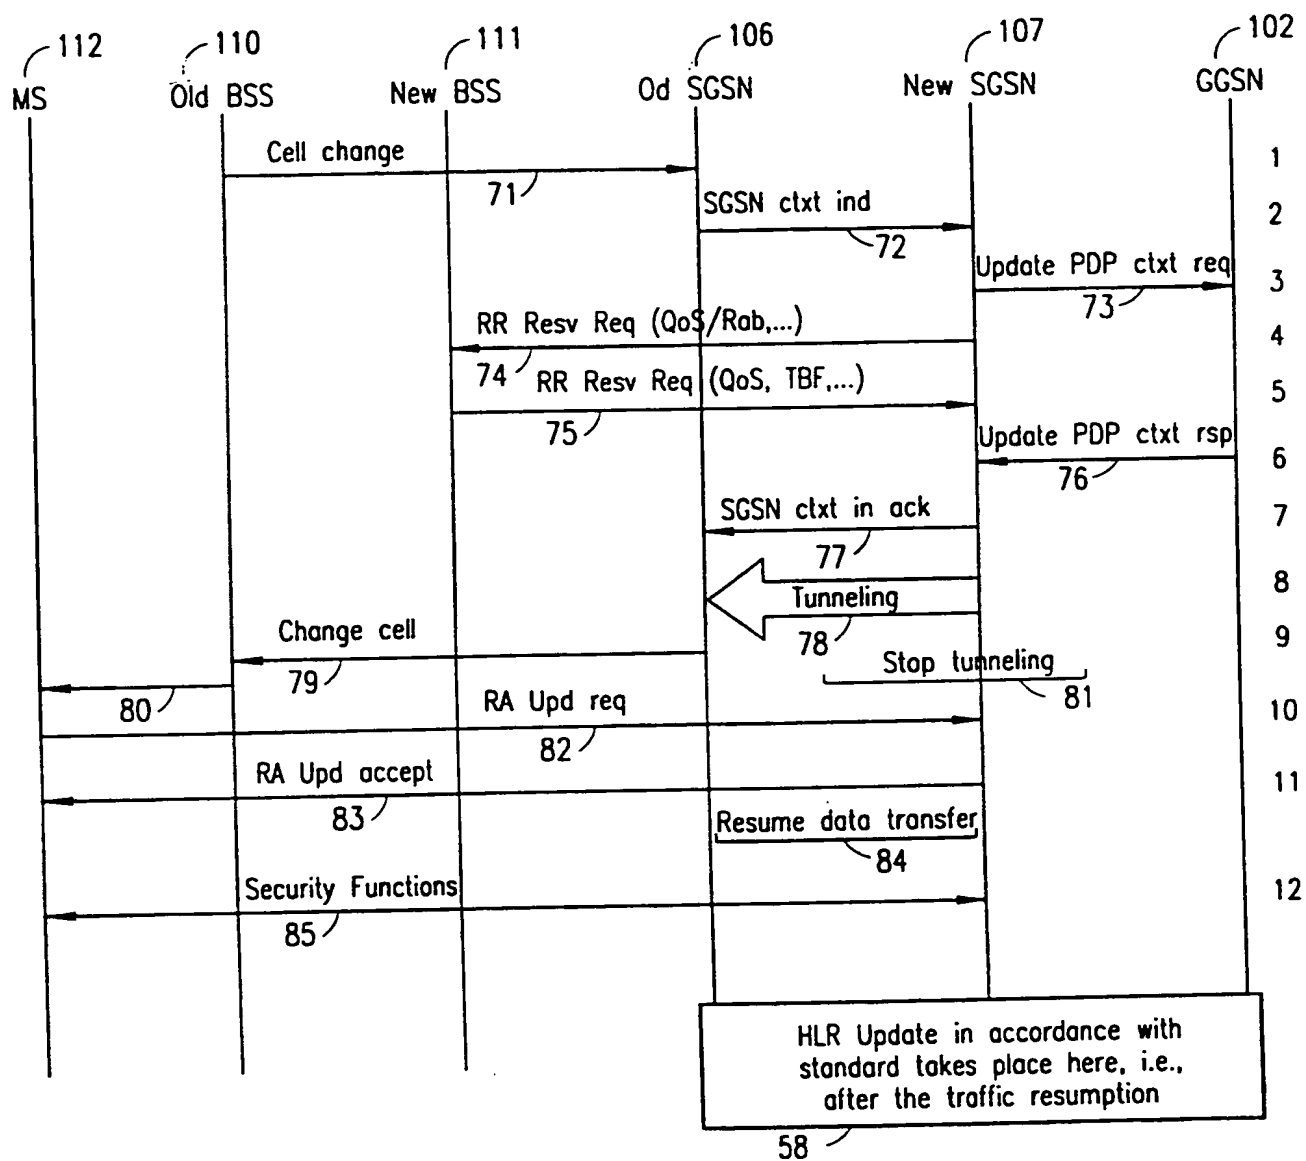 112 110 111 106 107 102
MS Old BSS New BSS Od SGSN New SGSN GGSN
Cell change 1
71
SGSN ctxt ind 2
72
Update PDP ctxt req 3
73
RR Resv Req (QoS/Rab,...) 4
74
RR Resv Req (QoS, TBF,...) 5
75
Update PDP ctxt rsp 6
76
SGSN ctxt in ack 7
77
Tunneling 8
78
Change cell 9
79
Stop tunneling
81
80
RA Upd req 10
82
RA Upd accept 11
83
Resume data transfer
84
Security Functions 12
85
HLR Update in accordance with
standard takes place here, i.e.,
after the traffic resumption
58